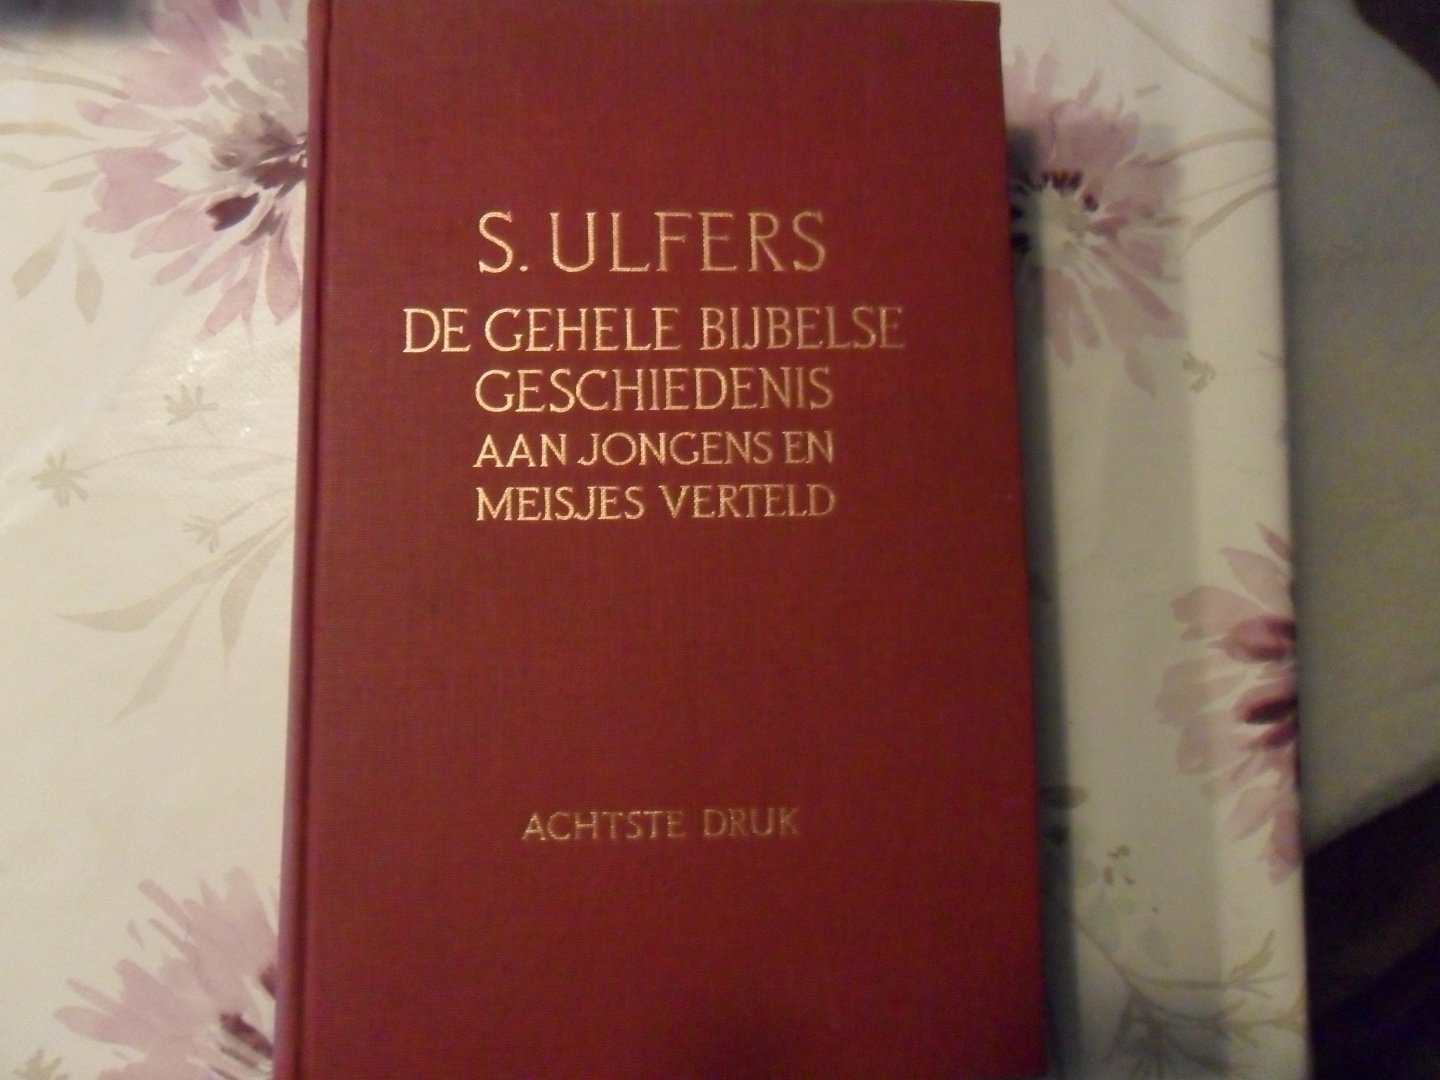 S. ULFERS
DE GEHELE BIJBELSE
GESCHIEDENIS
AAN JONGENS EN
MEISJES VERTELD
ACHTSTE DRUK